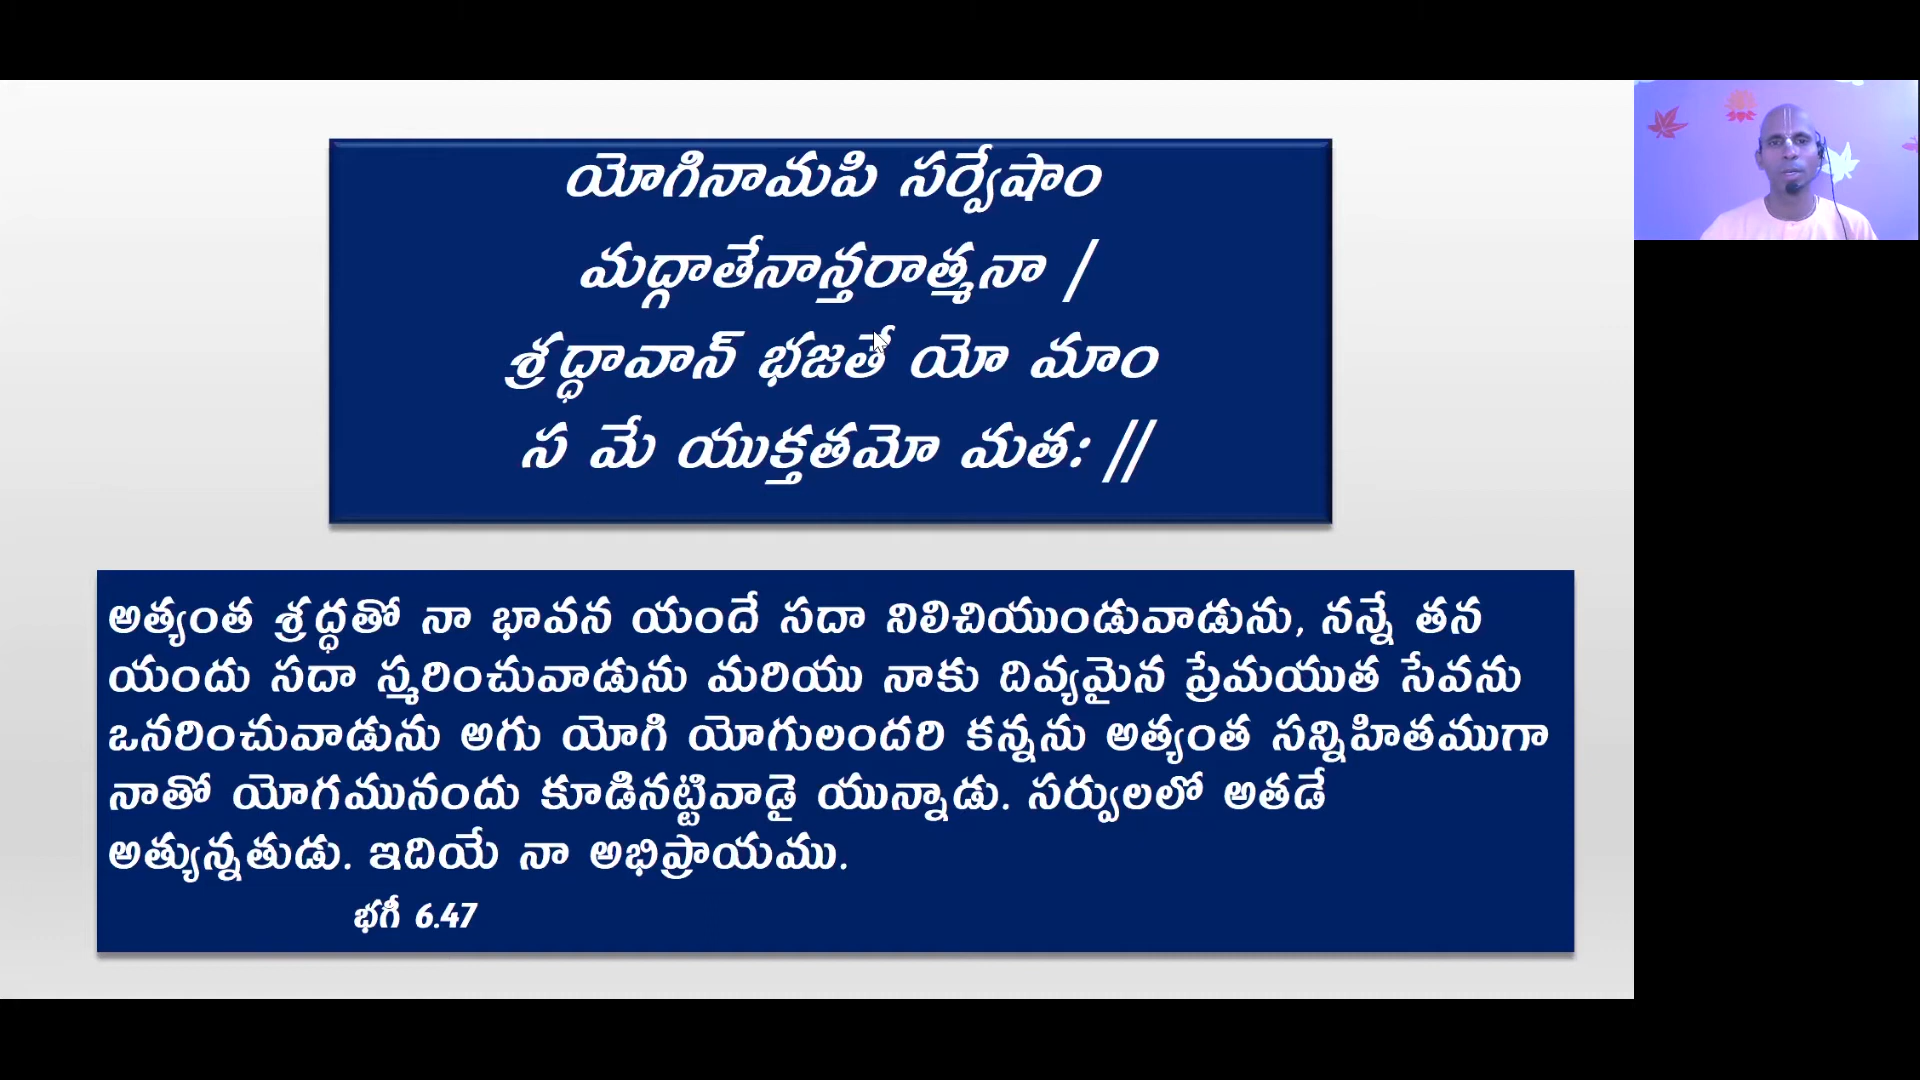 యోగినామపి సర్వేషాం
మద్గాతేనాన్తరాత్మనా /
శ్రద్ధావాన్ భజతే యో మాం
స మే యుక్తతమో మత: //
అత్యంత శ్రద్ధతో నా భావన యందే సదా నిలిచియుండువాడును, నన్నే తన
యందు సదా స్మరించువాడును మరియు నాకు దివ్యమైన ప్రేమయుత సేవను
ఒనరించువాడును అగు యోగి యోగులందరి కన్నను అత్యంత సన్నిహితముగా
నాతో యోగమునందు కూడినట్టివాడై యున్నాడు. సర్వులలో అతడే
అత్యున్నతుడు. ఇదియే నా అభిప్రాయము.
భగీ 6.47